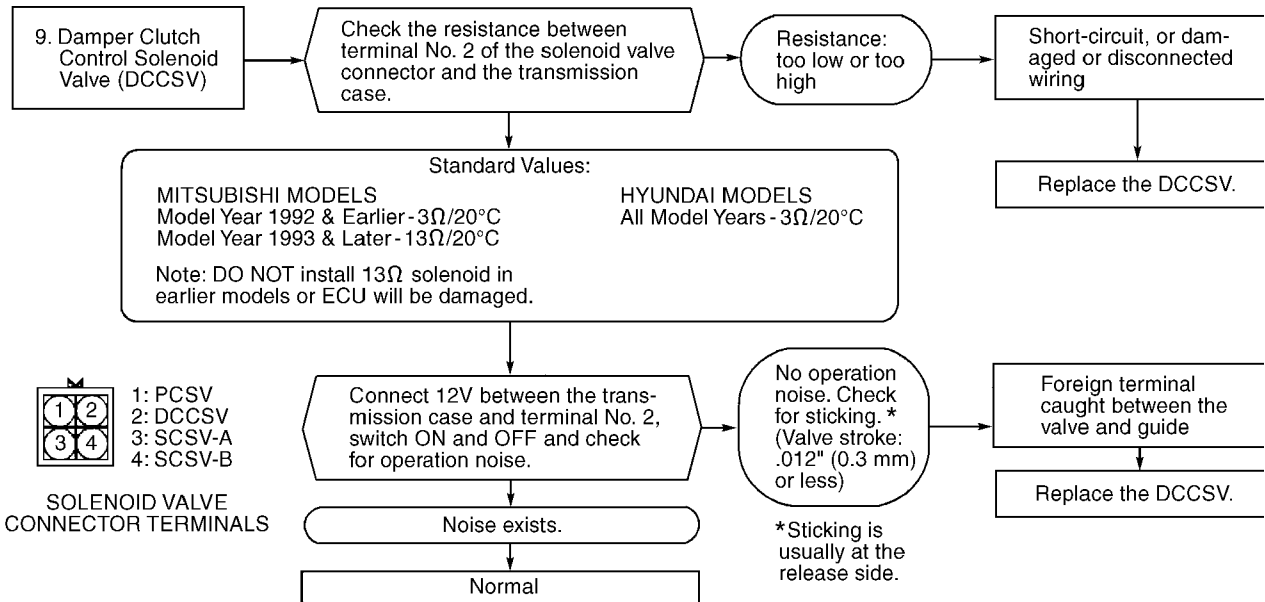 9. Damper Clutch
Control Solenoid
Valve (DCCSV)
Check the resistance between
terminal No. 2 of the solenoid valve
connector and the transmission
case.
Resistance:
too low or too
high
Short-circuit, or dam-
aged or disconnected
wiring
Replace the DCCSV.
Standard Values:
MITSUBISHI MODELS
Model Year 1992 & Earlier - 3Ω/20°C
Model Year 1993 & Later - 13Ω/20°C
HYUNDAI MODELS
All Model Years - 3Ω/20°C
Note: DO NOT install 13Ω solenoid in
earlier models or ECU will be damaged.
1 2
3 4
1: PCSV
2: DCCSV
3: SCSV-A
4: SCSV-B
SOLENOID VALVE
CONNECTOR TERMINALS
Connect 12V between the trans-
mission case and terminal No. 2,
switch ON and OFF and check
for operation noise.
No operation
noise. Check
for sticking. *
(Valve stroke:
.012" (0.3 mm)
or less)
Foreign terminal
caught between the
valve and guide
Replace the DCCSV.
*Sticking is
usually at the
release side.
Noise exists.
Normal